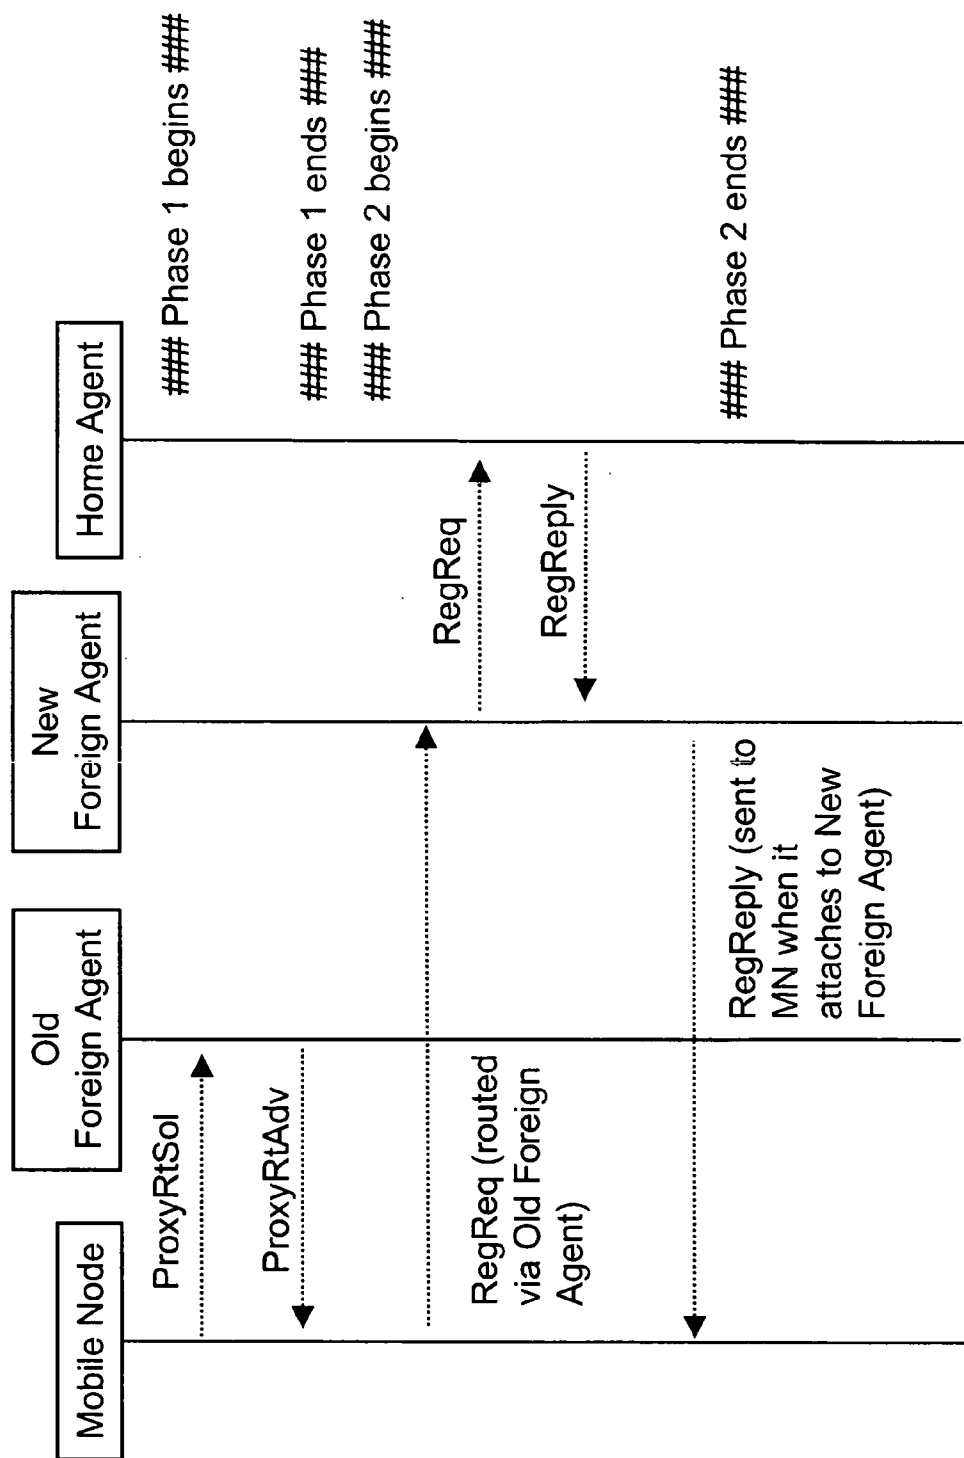 Mobile Node
Old
Foreign Agent
New
Foreign Agent
Home Agent
ProxyRtSol
### Phase 1 begins ###
ProxyRtAdv
### Phase 1 ends ###
### Phase 2 begins ###
RegReq (routed
via Old Foreign
Agent)
RegReq
RegReply
RegReply (sent to
MN when it
attaches to New
Foreign Agent)
### Phase 2 ends ###